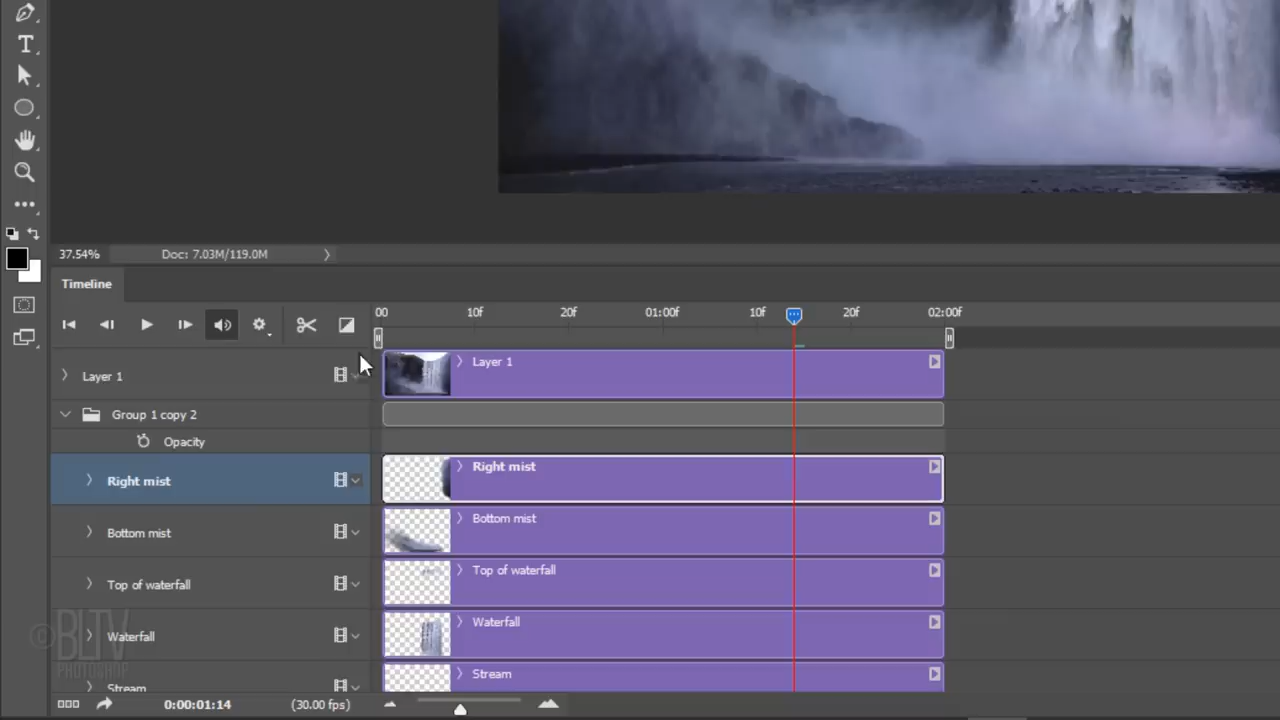 T
37.54% Doc: 7.03M/119.0M
Timeline
00 10f 20f 01:00f 10f 20f 02:00f
Layer 1 Layer 1
Group 1 copy 2
Opacity
Right mist Right mist
Bottom mist Bottom mist
Top of waterfall Top of waterfall
Waterfall Waterfall
Stream Stream
©BLTV
PHOTOSHOP
0:00:01:14 (30.00 fps)